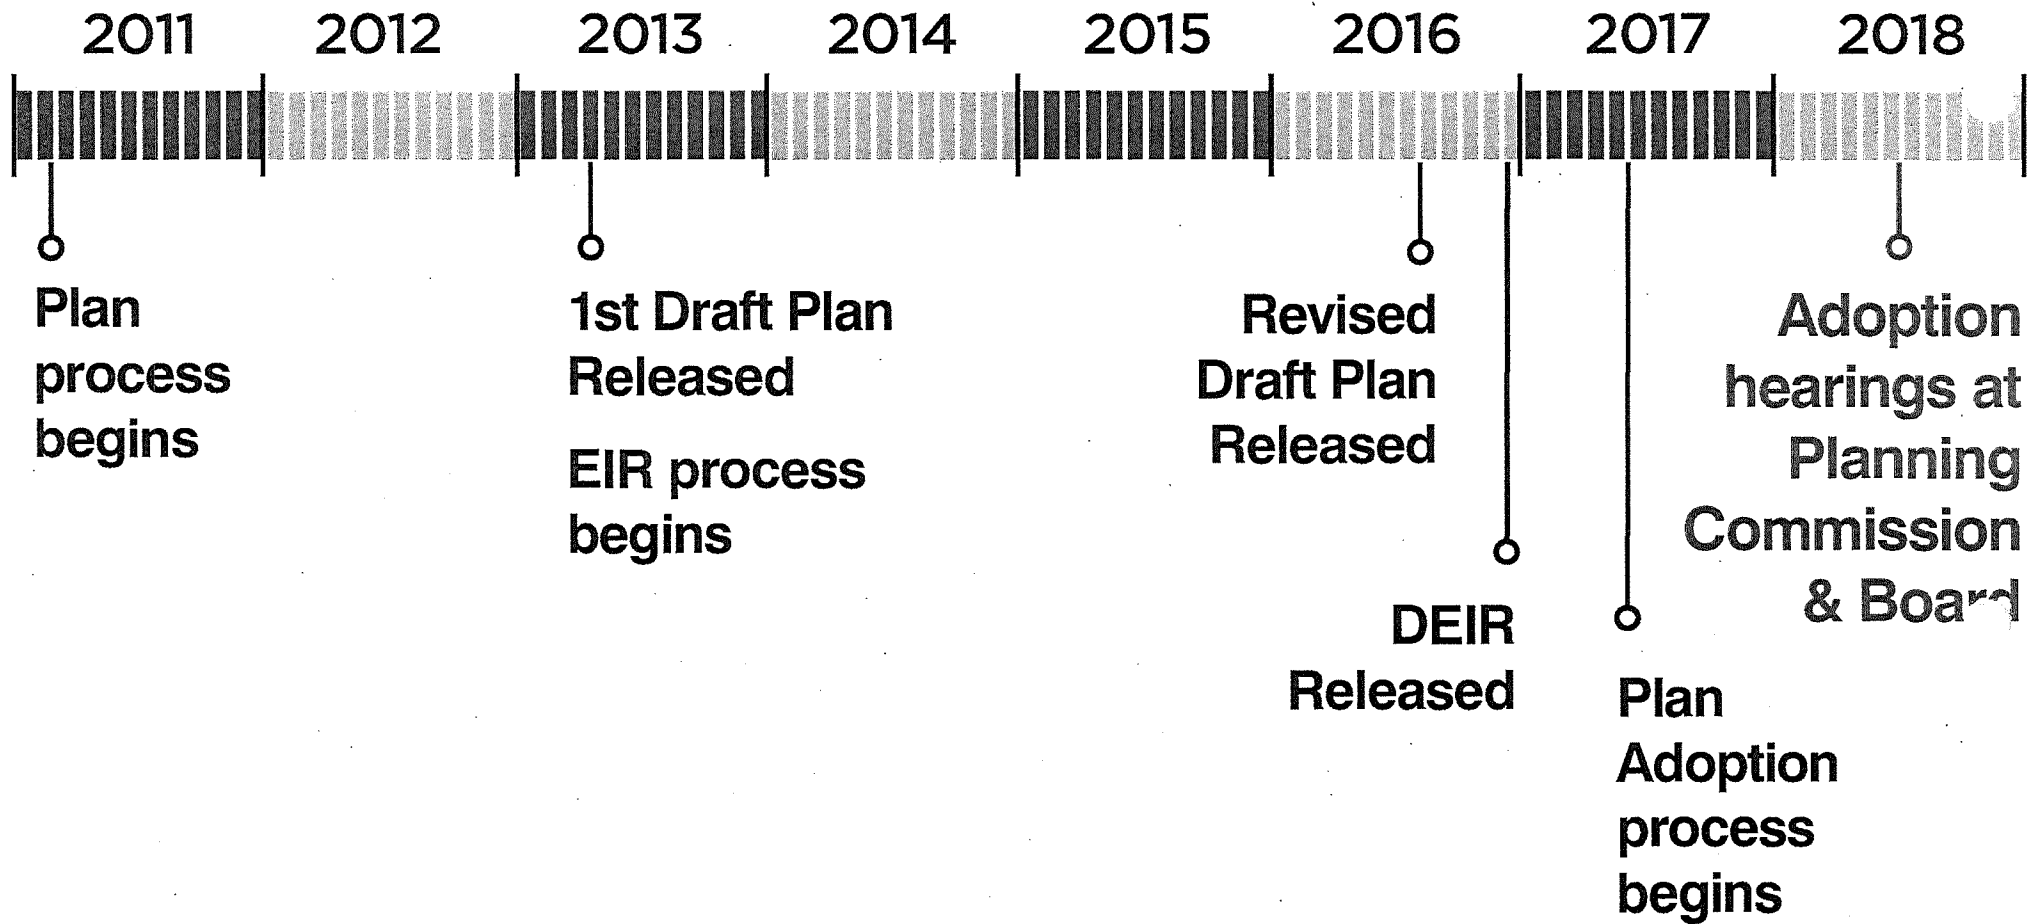 2011 2012 2013 2014 2015 2016 2017 2018
Plan
process
begins
1st Draft Plan
Released
EIR process
begins
Revised
Draft Plan
Released
DEIR
Released
Plan
Adoption
process
begins
Adoption
hearings at
Planning
Commission
& Board